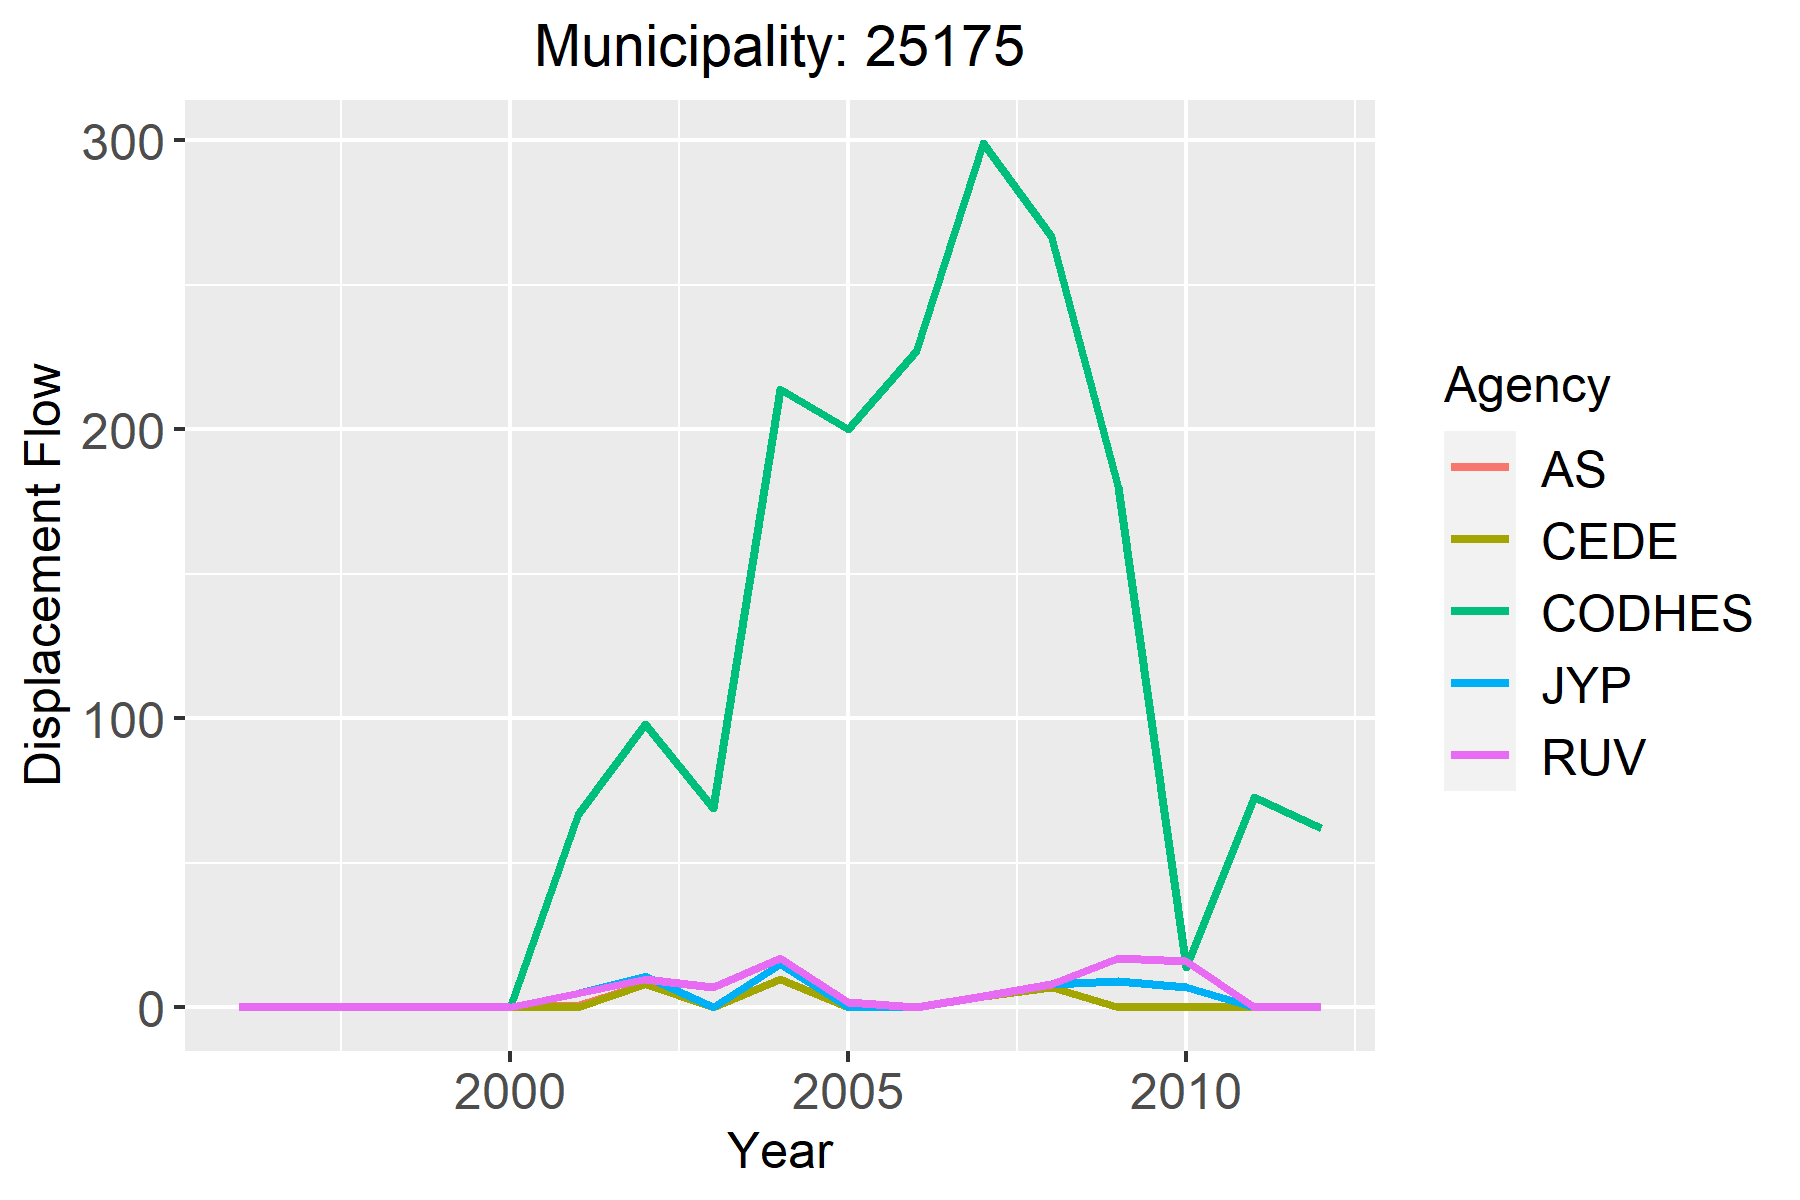 Municipality: 25175
300
200
100
0
Displacement Flow
2000 2005 2010
Year
Agency
AS
CEDE
CODHES
JYP
RUV